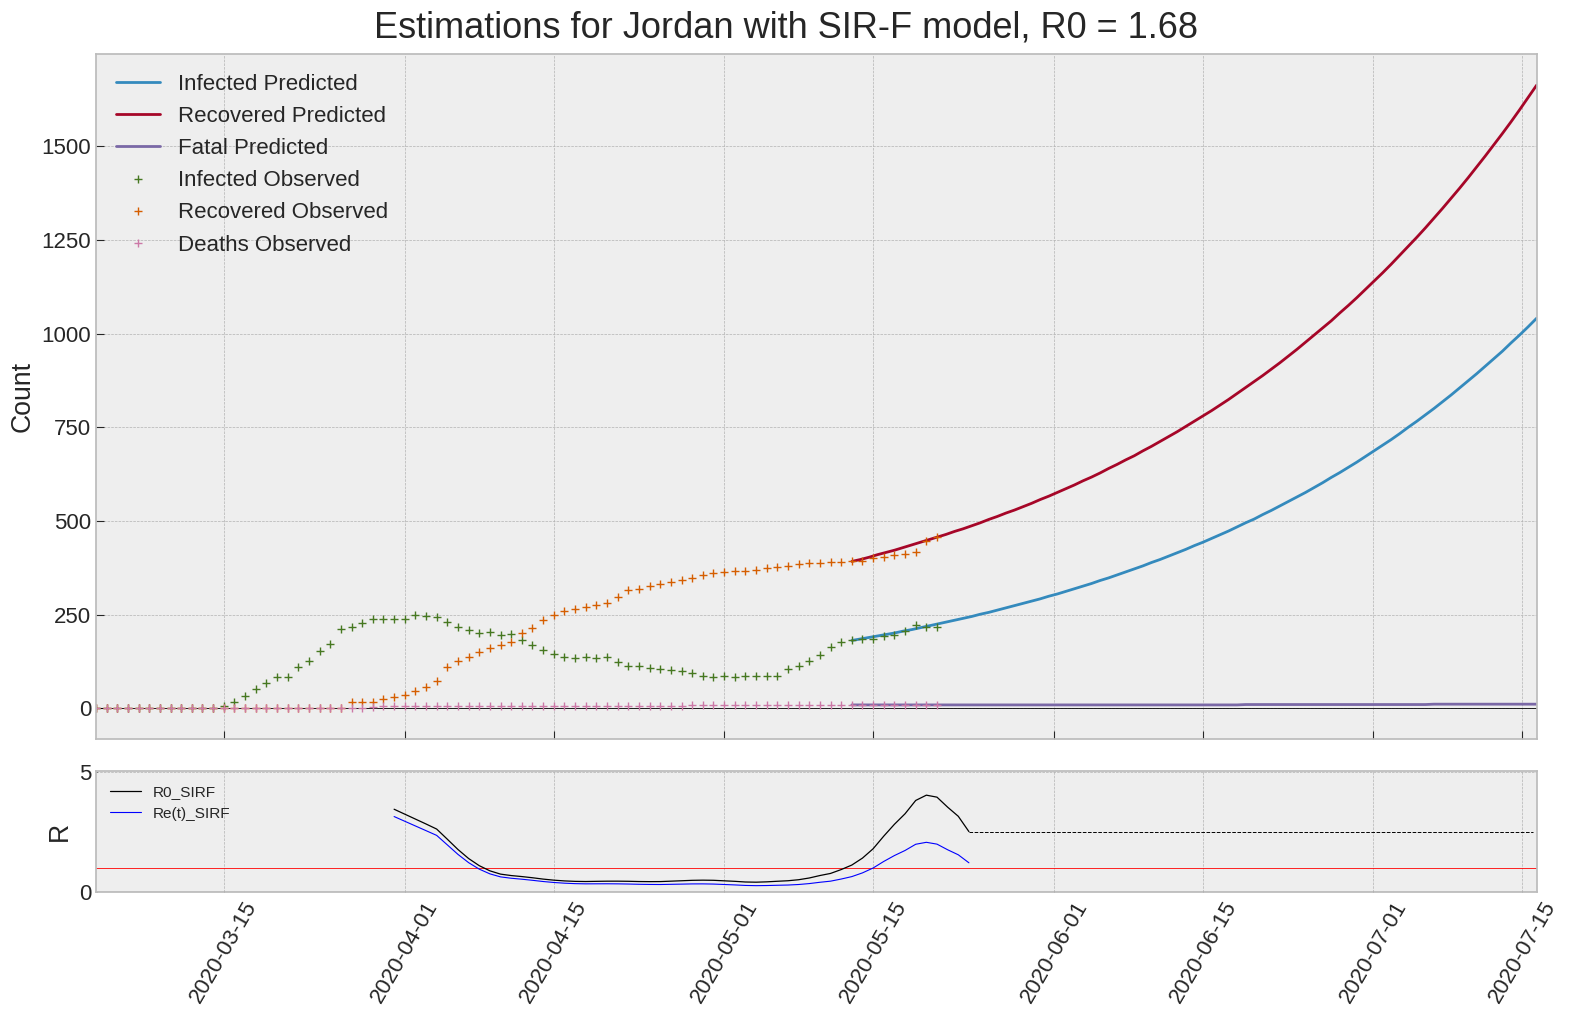 Estimations for Jordan with SIR-F model, R0 = 1.68
Infected Predicted
Recovered Predicted
Fatal Predicted
Infected Observed
Recovered Observed
Deaths Observed
Count
1500
1250
1000
750
500
250
0
R0_SIRF
Re(t)_SIRF
R
5
0
2020-03-15
2020-04-01
2020-04-15
2020-05-01
2020-05-15
2020-06-01
2020-06-15
2020-07-01
2020-07-15